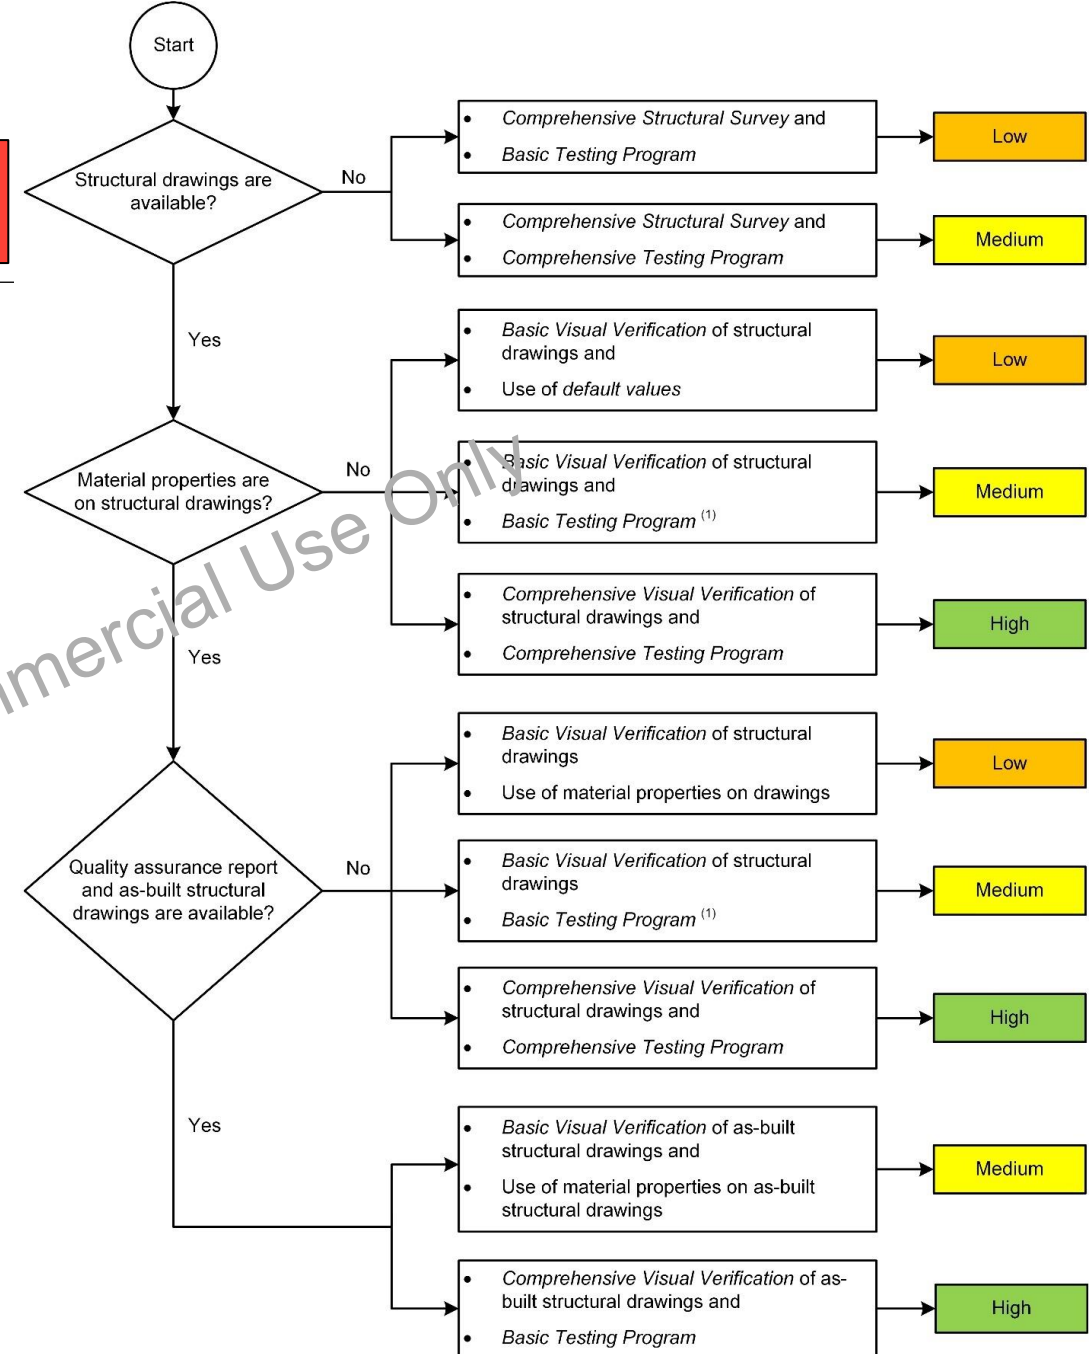 Start
Structural drawings are
available?
No
• Comprehensive Structural Survey and
• Basic Testing Program
Low
• Comprehensive Structural Survey and
• Comprehensive Testing Program
Medium
Yes
Material properties are
on structural drawings?
No
• Basic Visual Verification of structural
drawings and
• Use of default values
Low
• Basic Visual Verification of structural
drawings and
• Basic Testing Program (1)
Medium
• Comprehensive Visual Verification of
structural drawings and
• Comprehensive Testing Program
High
Yes
Quality assurance report
and as-built structural
drawings are available?
No
• Basic Visual Verification of structural
drawings
• Use of material properties on drawings
Low
• Basic Visual Verification of structural
drawings
• Basic Testing Program (1)
Medium
• Comprehensive Visual Verification of
structural drawings and
• Comprehensive Testing Program
High
Yes
• Basic Visual Verification of as-built
structural drawings and
• Use of material properties on as-built
structural drawings
Medium
• Comprehensive Visual Verification of as-
built structural drawings and
• Basic Testing Program
High
mmercial Use Only